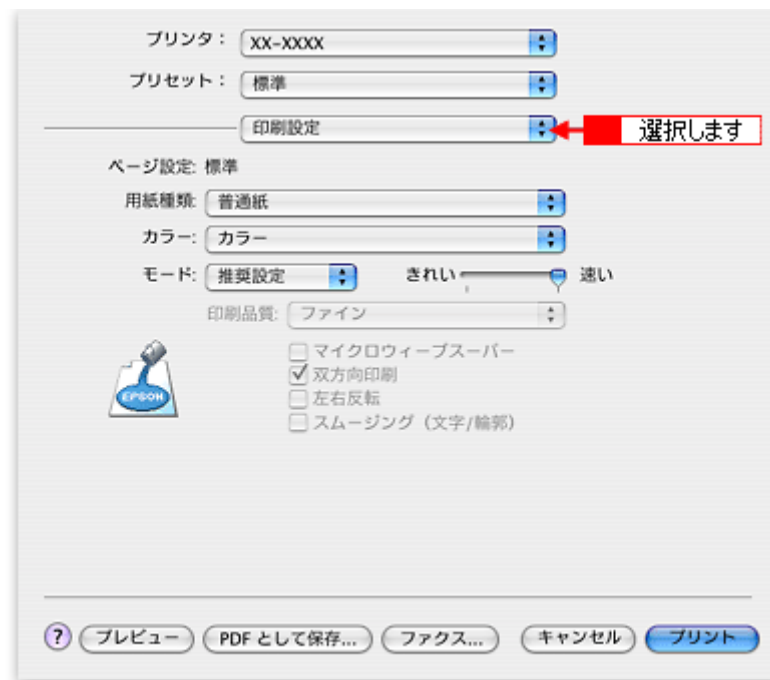 プリンタ： XX-XXXX
プリセット： 標準
印刷設定 選択します
ページ設定: 標準
用紙種類: 普通紙
カラー: カラー
モード: 推奨設定 きれい 速い
印刷品質: ファイン
マイクロウィーブスーパー
双方向印刷
左右反転
スムージング（文字/輪郭）
EPSON
? プレビュー PDF として保存... ファクス... キャンセル プリント